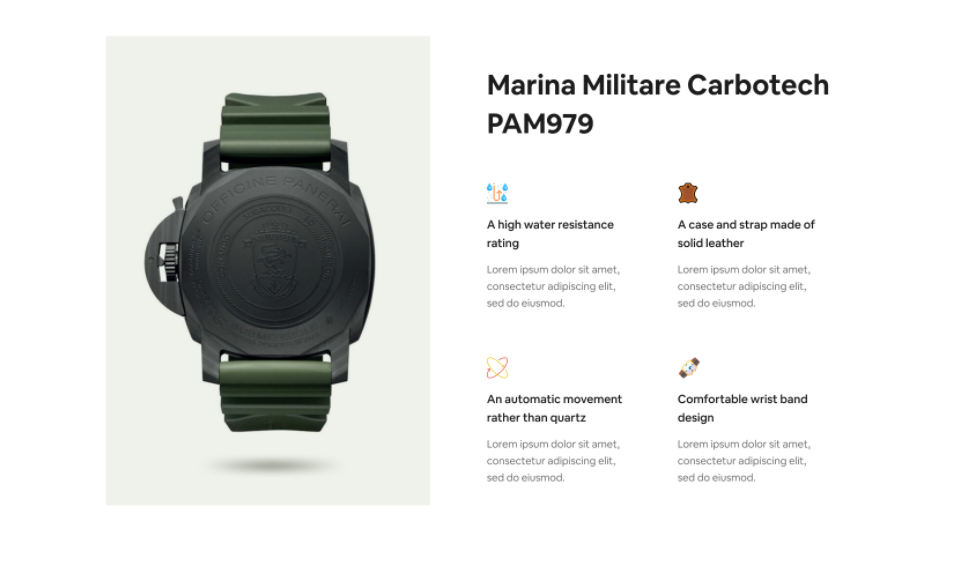 Marina Militare Carbotech
PAM979
A high water resistance
rating
Lorem ipsum dolor sit amet,
consectetur adipiscing elit,
sed do eiusmod.
A case and strap made of
solid leather
Lorem ipsum dolor sit amet,
consectetur adipiscing elit,
sed do eiusmod.
An automatic movement
rather than quartz
Lorem ipsum dolor sit amet,
consectetur adipiscing elit,
sed do eiusmod.
Comfortable wrist band
design
Lorem ipsum dolor sit amet,
consectetur adipiscing elit,
sed do eiusmod.
OFFICINE PANERAI